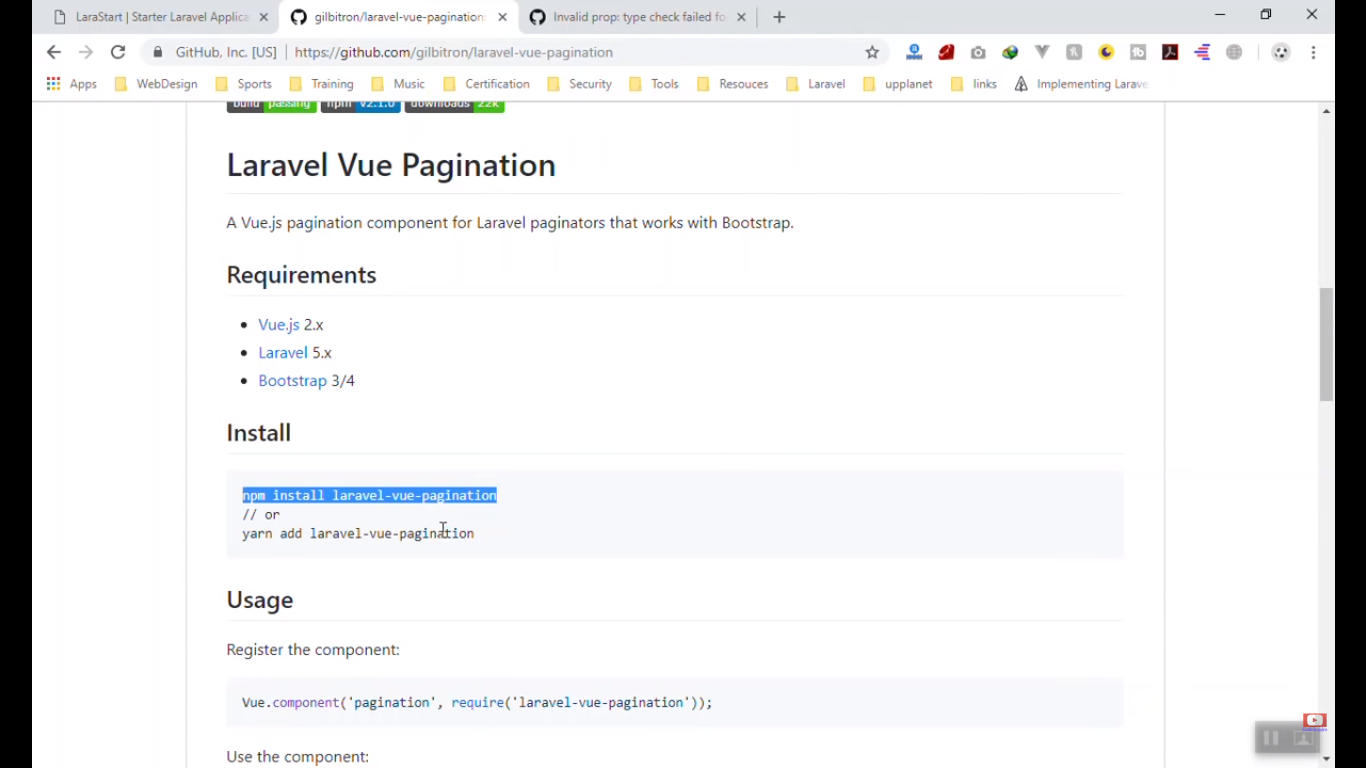 LaraStart | Starter Laravel Applica
gilbitron/laravel-vue-pagination:
Invalid prop: type check failed fo
GitHub, Inc. [US] | https://github.com/gilbitron/laravel-vue-pagination
Apps WebDesign Sports Training Music Certification Security Tools Resouces Laravel upplanet links Implementing Larave
build passing npm v2.1.0 downloads 22k
Laravel Vue Pagination
A Vue.js pagination component for Laravel paginators that works with Bootstrap.
Requirements
Vue.js 2.x
Laravel 5.x
Bootstrap 3/4
Install
npm install laravel-vue-pagination
// or
yarn add laravel-vue-pagination
Usage
Register the component:
Vue.component('pagination', require('laravel-vue-pagination'));
Use the component: